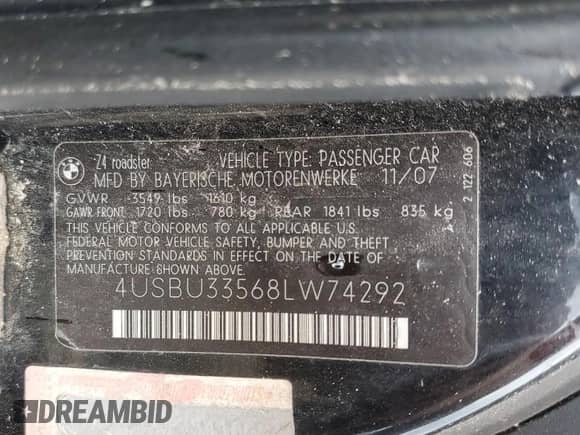 BMW
Z4 roadster VEHICLE TYPE: PASSENGER CAR
MFD BY BAYERISCHE MOTORENWERKE 11/07
GVWR 3549 lbs 1610 kg
GAWR FRONT 1720 lbs 780 kg REAR 1841 lbs 835 kg
THIS VEHICLE CONFORMS TO ALL APPLICABLE U.S.
FEDERAL MOTOR VEHICLE SAFETY, BUMPER AND THEFT
PREVENTION STANDARDS IN EFFECT ON THE DATE OF
MANUFACTURE SHOWN ABOVE.
4USBU33568LW74292
2 122 606
DREAMBID